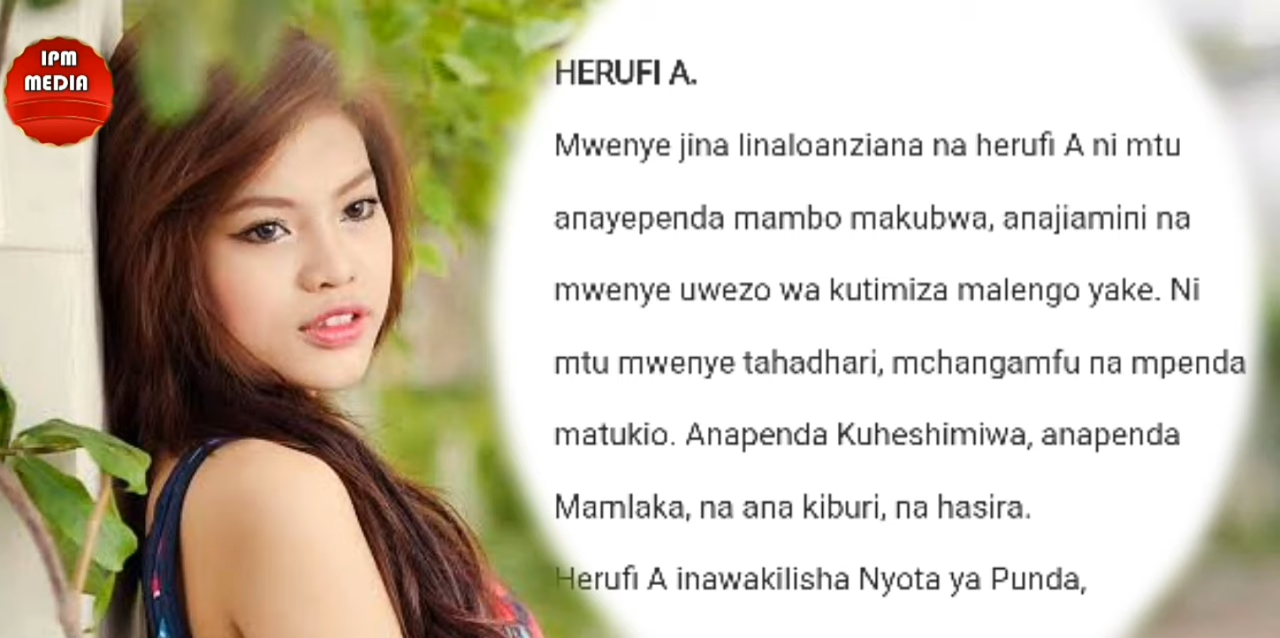 IPM
MEDIA
HERUFI A.
Mwenye jina linaloanziana na herufi A ni mtu
anayependa mambo makubwa, anajiamini na
mwenye uwezo wa kutimiza malengo yake. Ni
mtu mwenye tahadhari, mchangamfu na mpenda
matukio. Anapenda Kuheshimiwa, anapenda
Mamlaka, na ana kiburi, na hasira.
Herufi A inawakilisha Nyota ya Punda,